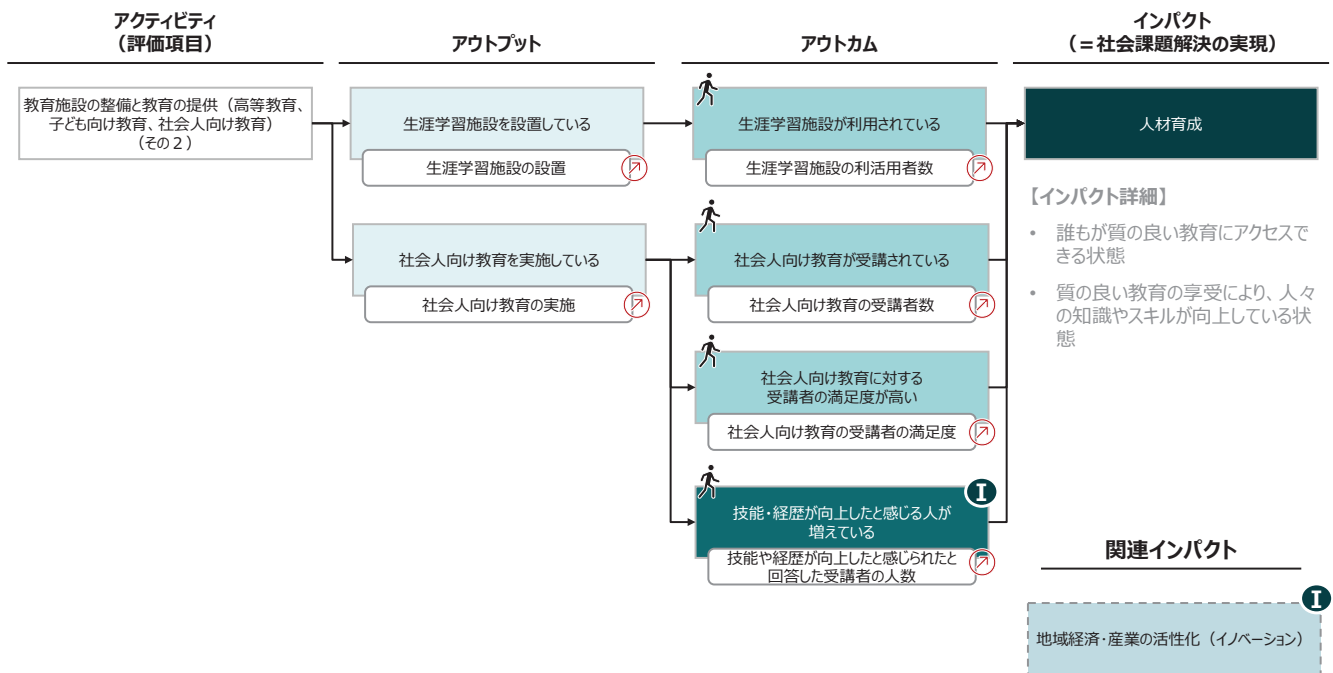 アクティビティ
（評価項目）
アウトプット
アウトカム
インパクト
（＝社会課題解決の実現）
教育施設の整備と教育の提供（高等教育、
子ども向け教育、社会人向け教育）
（その２）
生涯学習施設を設置している
生涯学習施設の設置
生涯学習施設が利用されている
生涯学習施設の利活用者数
人材育成
【インパクト詳細】
• 誰もが質の良い教育にアクセスで
きる状態
• 質の良い教育の享受により、人々
の知識やスキルが向上している状
態
社会人向け教育を実施している
社会人向け教育の実施
社会人向け教育が受講されている
社会人向け教育の受講者数
社会人向け教育に対する
受講者の満足度が高い
社会人向け教育の受講者の満足度
I
技能・経歴が向上したと感じる人が
増えている
技能や経歴が向上したと感じられたと
回答した受講者の人数
関連インパクト
I
地域経済・産業の活性化（イノベーション）